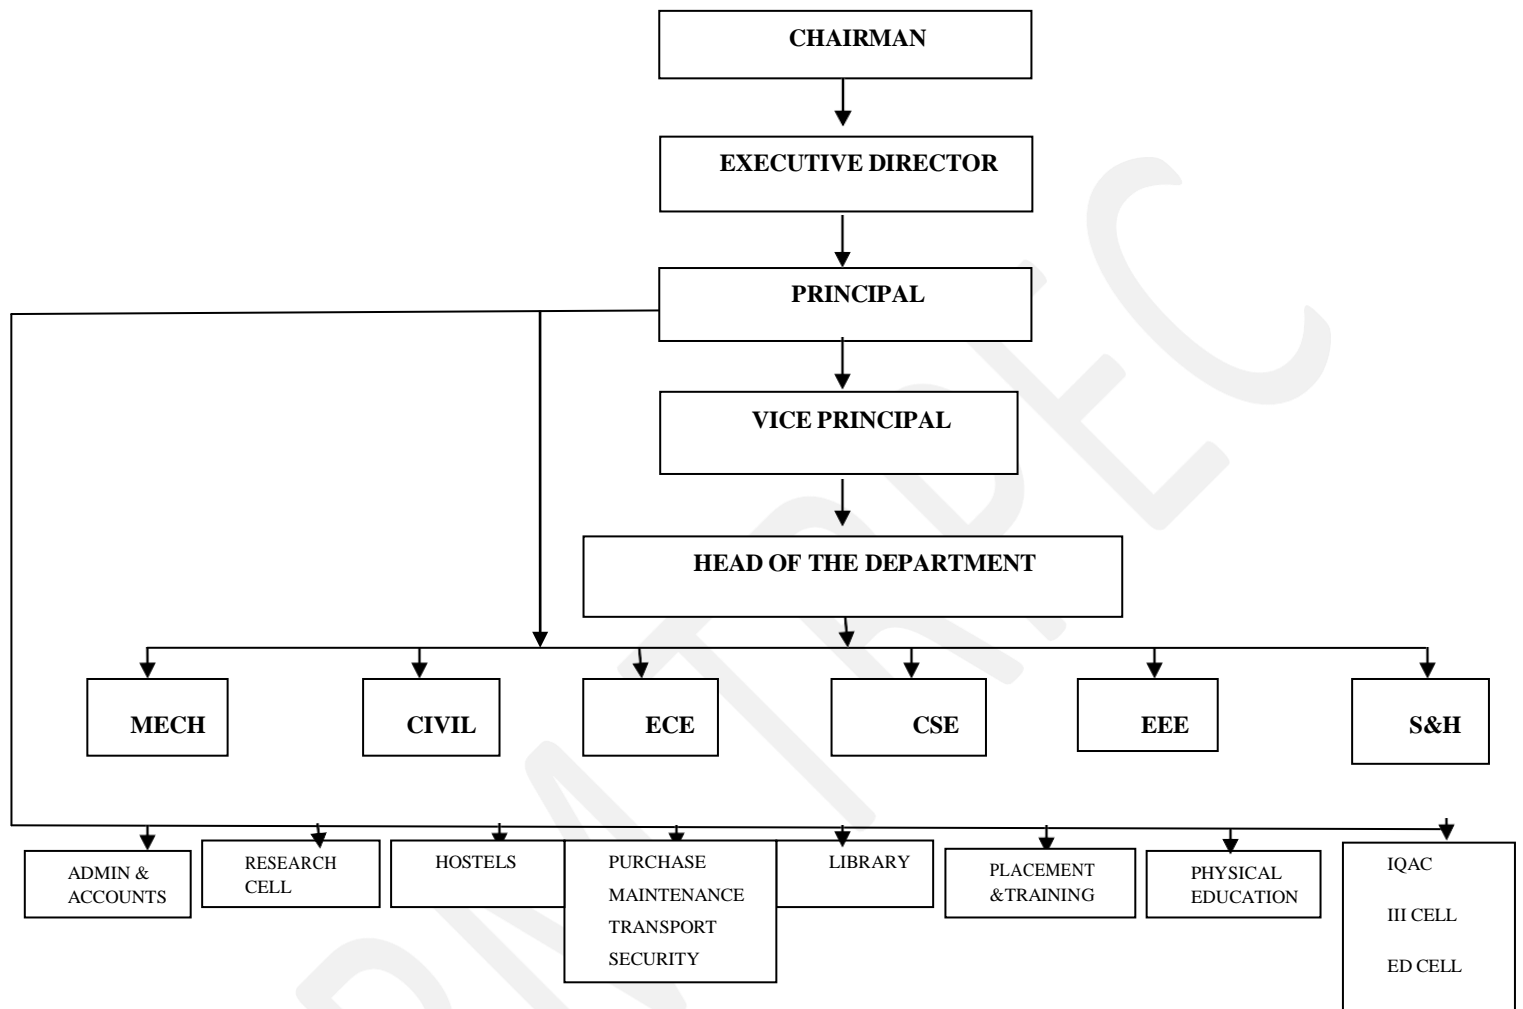 CHAIRMAN
EXECUTIVE DIRECTOR
PRINCIPAL
VICE PRINCIPAL
HEAD OF THE DEPARTMENT
MECH
CIVIL
ECE
CSE
EEE
S&H
ADMIN &
ACCOUNTS
RESEARCH
CELL
HOSTELS
PURCHASE
MAINTENANCE
TRANSPORT
SECURITY
LIBRARY
PLACEMENT
&TRAINING
PHYSICAL
EDUCATION
IQAC
III CELL
ED CELL